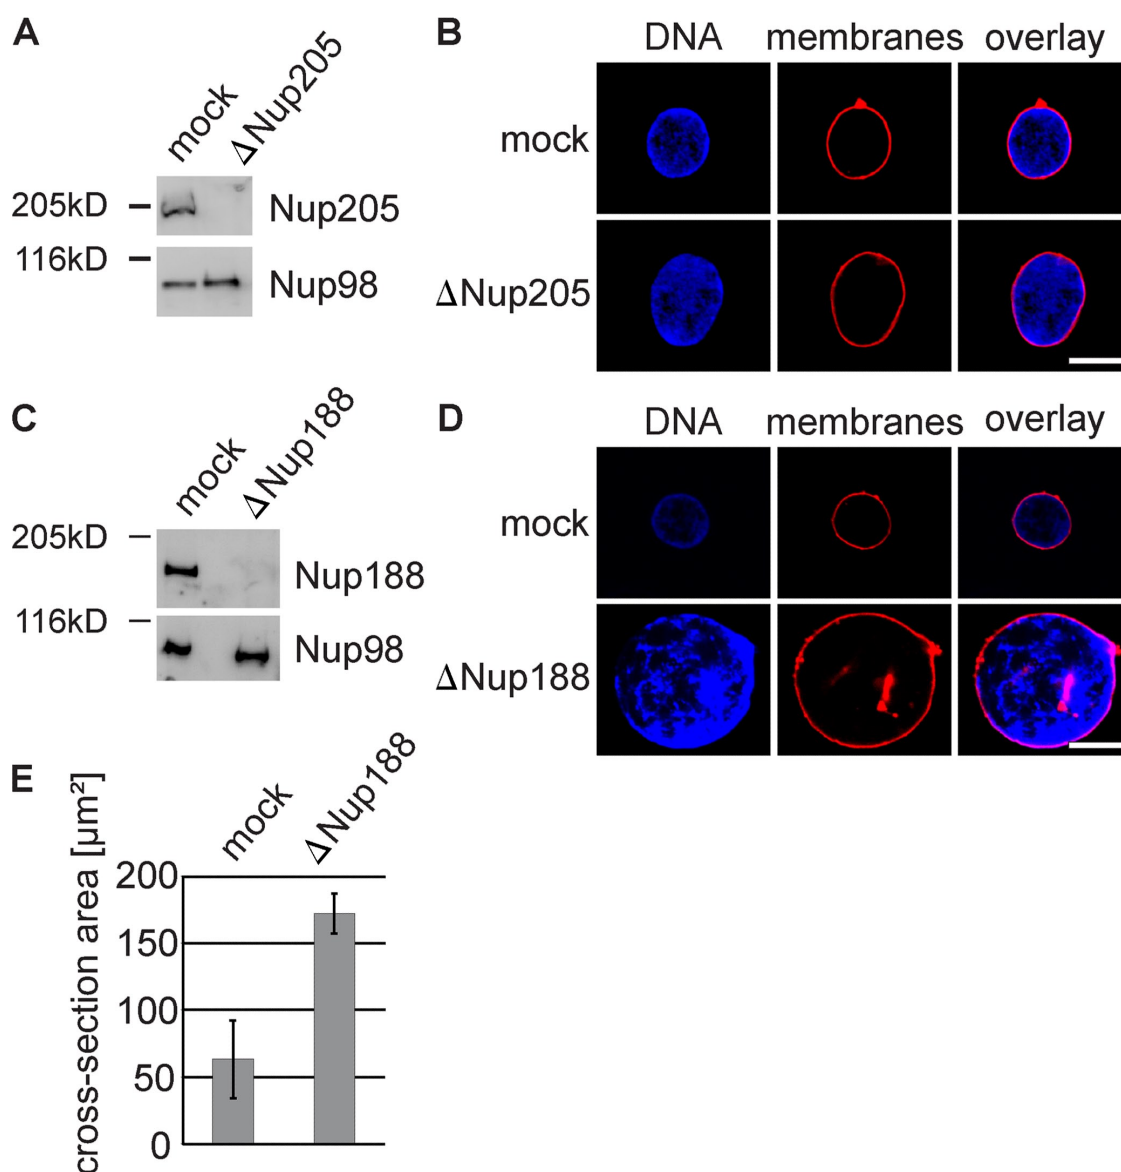 A
mock
ΔNup205
205kD
Nup205
116kD
Nup98
B
DNA membranes overlay
mock
ΔNup205
C
mock
ΔNup188
205kD
Nup188
116kD
Nup98
D
DNA membranes overlay
mock
ΔNup188
E
mock
ΔNup188
cross-section area [µm²]
200
150
100
50
0